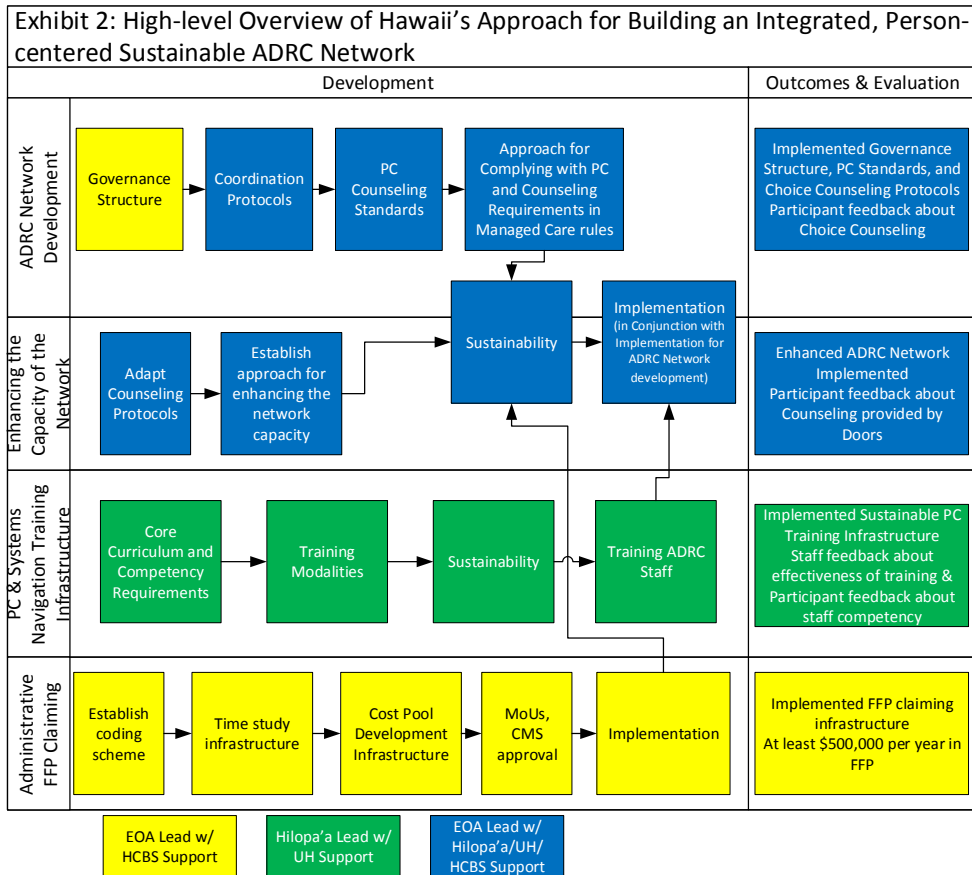 Exhibit 2: High-level Overview of Hawaii's Approach for Building an Integrated, Person-
centered Sustainable ADRC Network
Development
Outcomes & Evaluation
ADRC Network
Development
Governance
Structure
Coordination
Protocols
PC
Counseling
Standards
Approach for
Complying with PC
and Counseling
Requirements in
Managed Care rules
Implemented Governance
Structure, PC Standards, and
Choice Counseling Protocols
Participant feedback about
Choice Counseling
Enhancing the
Capacity of the
Network
Adapt
Counseling
Protocols
Establish
approach for
enhancing the
network
capacity
Sustainability
Implementation
(in Conjunction with
Implementation for
ADRC Network
development)
Enhanced ADRC Network
Implemented
Participant feedback about
Counseling provided by
Doors
PC & Systems
Navigation Training
Infrastructure
Core
Curriculum and
Competency
Requirements
Training
Modalities
Sustainability
Training ADRC
Staff
Implemented Sustainable PC
Training Infrastructure
Staff feedback about
effectiveness of training &
Participant feedback about
staff competency
Administrative
FFP Claiming
Establish
coding
scheme
Time study
infrastructure
Cost Pool
Development
Infrastructure
MoUs,
CMS
approval
Implementation
Implemented FFP claiming
infrastructure
At least $500,000 per year in
FFP
EOA Lead w/
HCBS Support
Hilopa'a Lead w/
UH Support
EOA Lead w/
Hilopa'a/UH/
HCBS Support